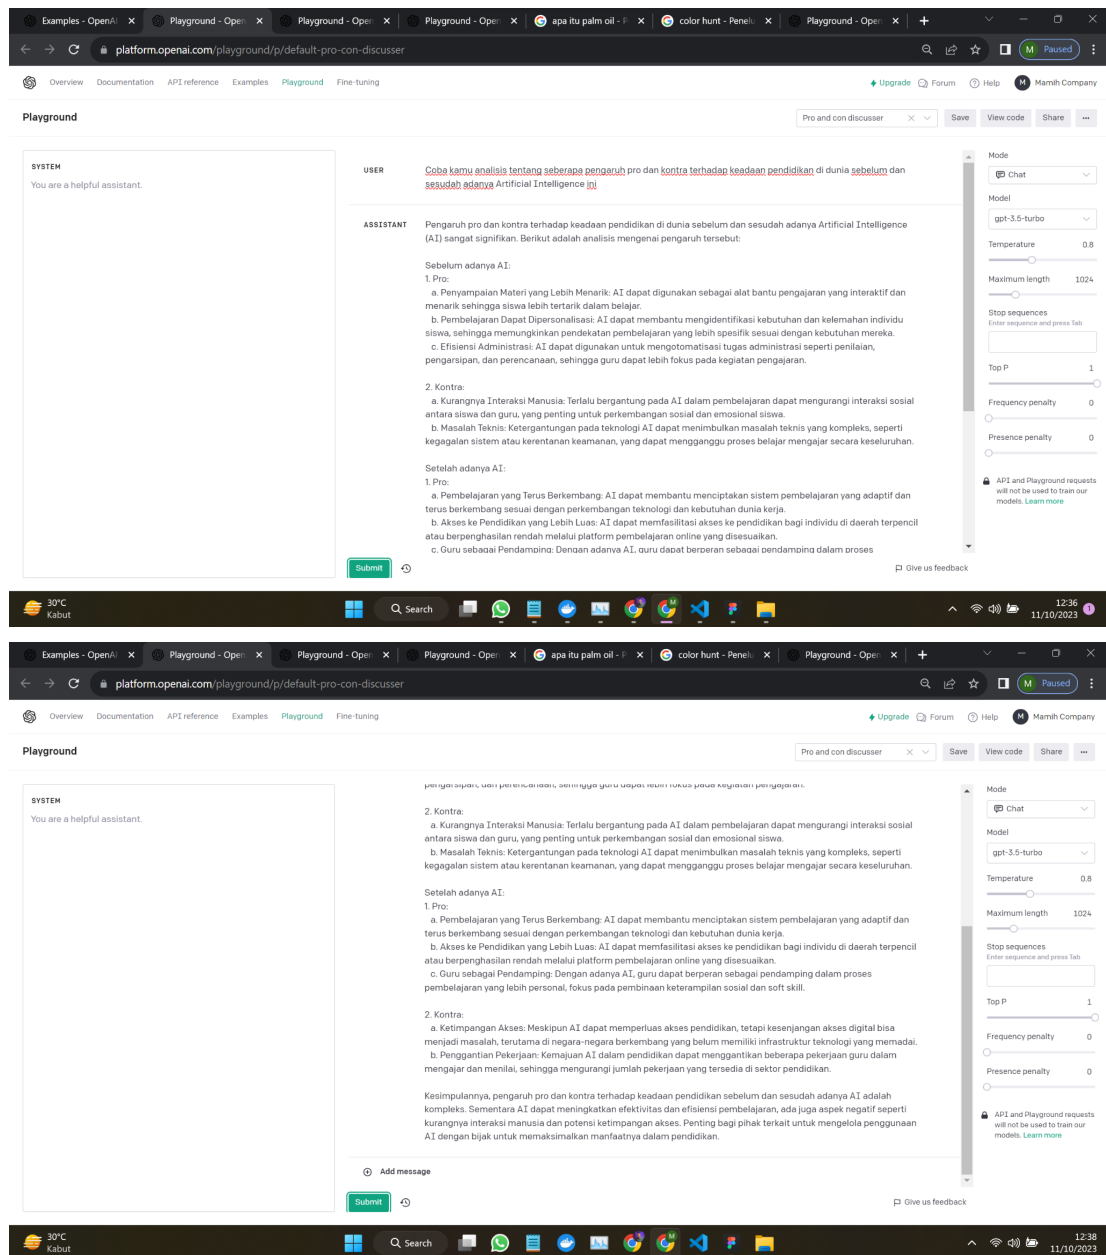 Examples - OpenAI
Playground - Open
Playground - Open
Playground - Open
apa itu palm oil - P
color hunt - Penelu
Playground - Open
platform.openai.com/playground/p/default-pro-con-discusser
M Paused
Overview Documentation API reference Examples Playground Fine-tuning
Upgrade Forum Help M Mamih Company
Playground
Pro and con discusser
Save View code Share ...
SYSTEM
You are a helpful assistant.
USER
Coba kamu analisis tentang seberapa pengaruh pro dan kontra terhadap keadaan pendidikan di dunia sebelum dan
sesudah adanya Artificial Intelligence ini
ASSISTANT
Pengaruh pro dan kontra terhadap keadaan pendidikan di dunia sebelum dan sesudah adanya Artificial Intelligence
(AI) sangat signifikan. Berikut adalah analisis mengenai pengaruh tersebut:
Sebelum adanya AI:
1. Pro:
a. Penyampaian Materi yang Lebih Menarik: AI dapat digunakan sebagai alat bantu pengajaran yang interaktif dan
menarik sehingga siswa lebih tertarik dalam belajar.
b. Pembelajaran Dapat Dipersonalisasi: AI dapat membantu mengidentifikasi kebutuhan dan kelemahan individu
siswa, sehingga memungkinkan pendekatan pembelajaran yang lebih spesifik sesuai dengan kebutuhan mereka.
c. Efisiensi Administrasi: AI dapat digunakan untuk mengotomatisasi tugas administrasi seperti penilaian,
pengarsipan, dan perencanaan, sehingga guru dapat lebih fokus pada kegiatan pengajaran.
2. Kontra:
a. Kurangnya Interaksi Manusia: Terlalu bergantung pada AI dalam pembelajaran dapat mengurangi interaksi sosial
antara siswa dan guru, yang penting untuk perkembangan sosial dan emosional siswa.
b. Masalah Teknis: Ketergantungan pada teknologi AI dapat menimbulkan masalah teknis yang kompleks, seperti
kegagalan sistem atau kerentanan keamanan, yang dapat mengganggu proses belajar mengajar secara keseluruhan.
Setelah adanya AI:
1. Pro:
a. Pembelajaran yang Terus Berkembang: AI dapat membantu menciptakan sistem pembelajaran yang adaptif dan
terus berkembang sesuai dengan perkembangan teknologi dan kebutuhan dunia kerja.
b. Akses ke Pendidikan yang Lebih Luas: AI dapat memfasilitasi akses ke pendidikan bagi individu di daerah terpencil
atau berpenghasilan rendah melalui platform pembelajaran online yang disesuaikan.
c. Guru sebagai Pendamping: Dengan adanya AI, guru dapat berperan sebagai pendamping dalam proses
Mode
Chat
Model
gpt-3.5-turbo
Temperature 0.8
Maximum length 1024
Stop sequences
Enter sequence and press Tab
Top P 1
Frequency penalty 0
Presence penalty 0
API and Playground requests
will not be used to train our
models. Learn more
Submit
Give us feedback
30°C
Kabut
Search
12:36
11/10/2023
1
Examples - OpenAI
Playground - Open
Playground - Open
Playground - Open
apa itu palm oil - P
color hunt - Penelu
Playground - Open
platform.openai.com/playground/p/default-pro-con-discusser
M Paused
Overview Documentation API reference Examples Playground Fine-tuning
Upgrade Forum Help M Mamih Company
Playground
Pro and con discusser
Save View code Share ...
SYSTEM
You are a helpful assistant.
pengarsipan, dan perencanaan, sehingga guru dapat lebih fokus pada kegiatan pengajaran.
2. Kontra:
a. Kurangnya Interaksi Manusia: Terlalu bergantung pada AI dalam pembelajaran dapat mengurangi interaksi sosial
antara siswa dan guru, yang penting untuk perkembangan sosial dan emosional siswa.
b. Masalah Teknis: Ketergantungan pada teknologi AI dapat menimbulkan masalah teknis yang kompleks, seperti
kegagalan sistem atau kerentanan keamanan, yang dapat mengganggu proses belajar mengajar secara keseluruhan.
Setelah adanya AI:
1. Pro:
a. Pembelajaran yang Terus Berkembang: AI dapat membantu menciptakan sistem pembelajaran yang adaptif dan
terus berkembang sesuai dengan perkembangan teknologi dan kebutuhan dunia kerja.
b. Akses ke Pendidikan yang Lebih Luas: AI dapat memfasilitasi akses ke pendidikan bagi individu di daerah terpencil
atau berpenghasilan rendah melalui platform pembelajaran online yang disesuaikan.
c. Guru sebagai Pendamping: Dengan adanya AI, guru dapat berperan sebagai pendamping dalam proses
pembelajaran yang lebih personal, fokus pada pembinaan keterampilan sosial dan soft skill.
2. Kontra:
a. Ketimpangan Akses: Meskipun AI dapat memperluas akses pendidikan, tetapi kesenjangan akses digital bisa
menjadi masalah, terutama di negara-negara berkembang yang belum memiliki infrastruktur teknologi yang memadai.
b. Penggantian Pekerjaan: Kemajuan AI dalam pendidikan dapat menggantikan beberapa pekerjaan guru dalam
mengajar dan menilai, sehingga mengurangi jumlah pekerjaan yang tersedia di sektor pendidikan.
Kesimpulannya, pengaruh pro dan kontra terhadap keadaan pendidikan sebelum dan sesudah adanya AI adalah
kompleks. Sementara AI dapat meningkatkan efektivitas dan efisiensi pembelajaran, ada juga aspek negatif seperti
kurangnya interaksi manusia dan potensi ketimpangan akses. Penting bagi pihak terkait untuk mengelola penggunaan
AI dengan bijak untuk memaksimalkan manfaatnya dalam pendidikan.
Add message
Mode
Chat
Model
gpt-3.5-turbo
Temperature 0.8
Maximum length 1024
Stop sequences
Enter sequence and press Tab
Top P 1
Frequency penalty 0
Presence penalty 0
API and Playground requests
will not be used to train our
models. Learn more
Submit
Give us feedback
30°C
Kabut
Search
12:38
11/10/2023